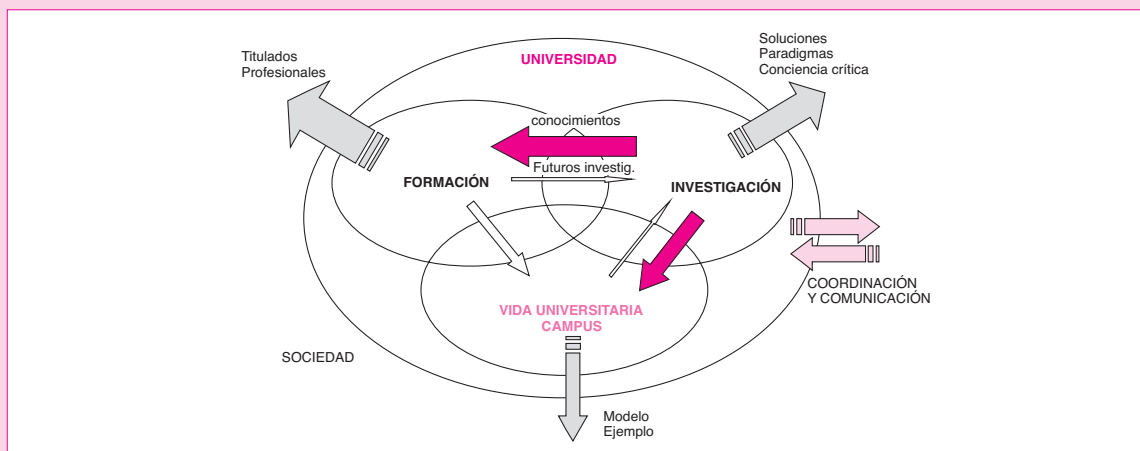 Titulados
Profesionales
UNIVERSIDAD
Soluciones
Paradigmas
Conciencia crítica
conocimientos
Futuros investig.
FORMACIÓN
INVESTIGACIÓN
COORDINACIÓN
Y COMUNICACIÓN
VIDA UNIVERSITARIA
CAMPUS
SOCIEDAD
Modelo
Ejemplo